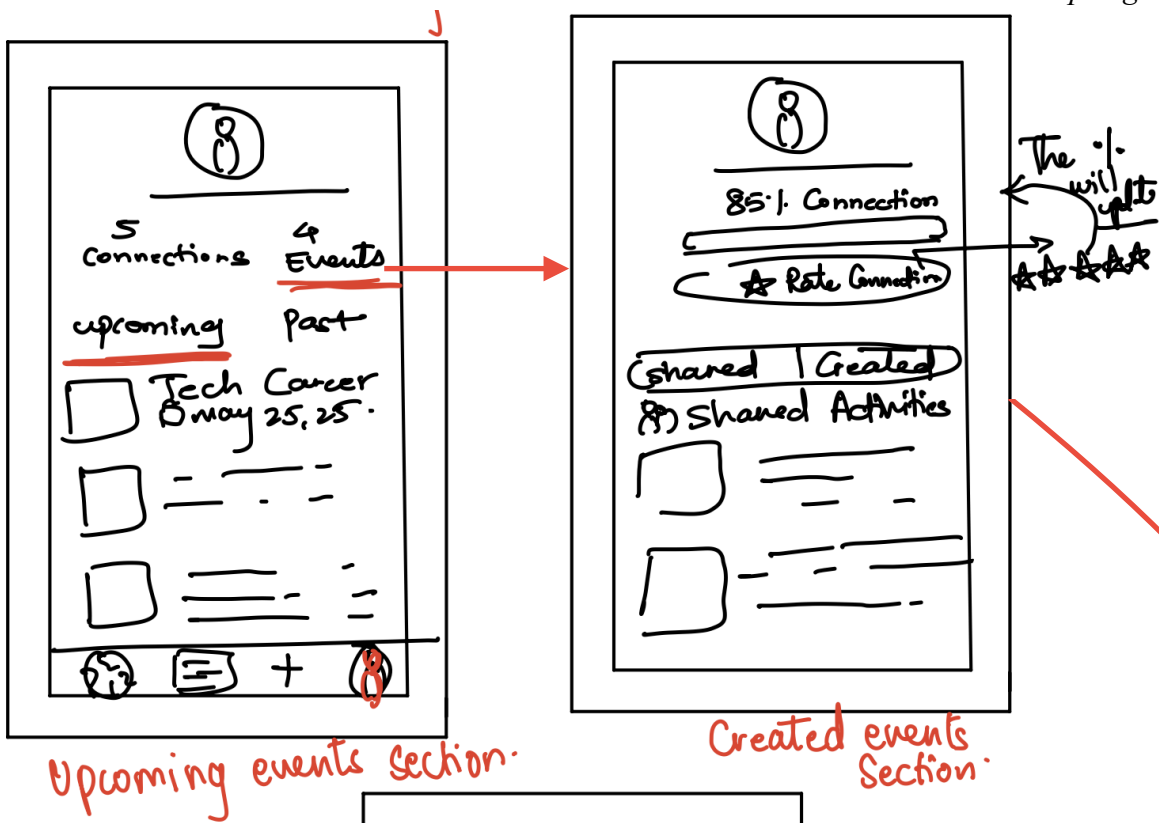 5
connections
4
Events
upcoming
Past
Tech Career
may 25, 25.
Upcoming events section.
85% Connection
Rate Connection
shared | Created
Shared Activities
The %
will
updt
Created events
Section.